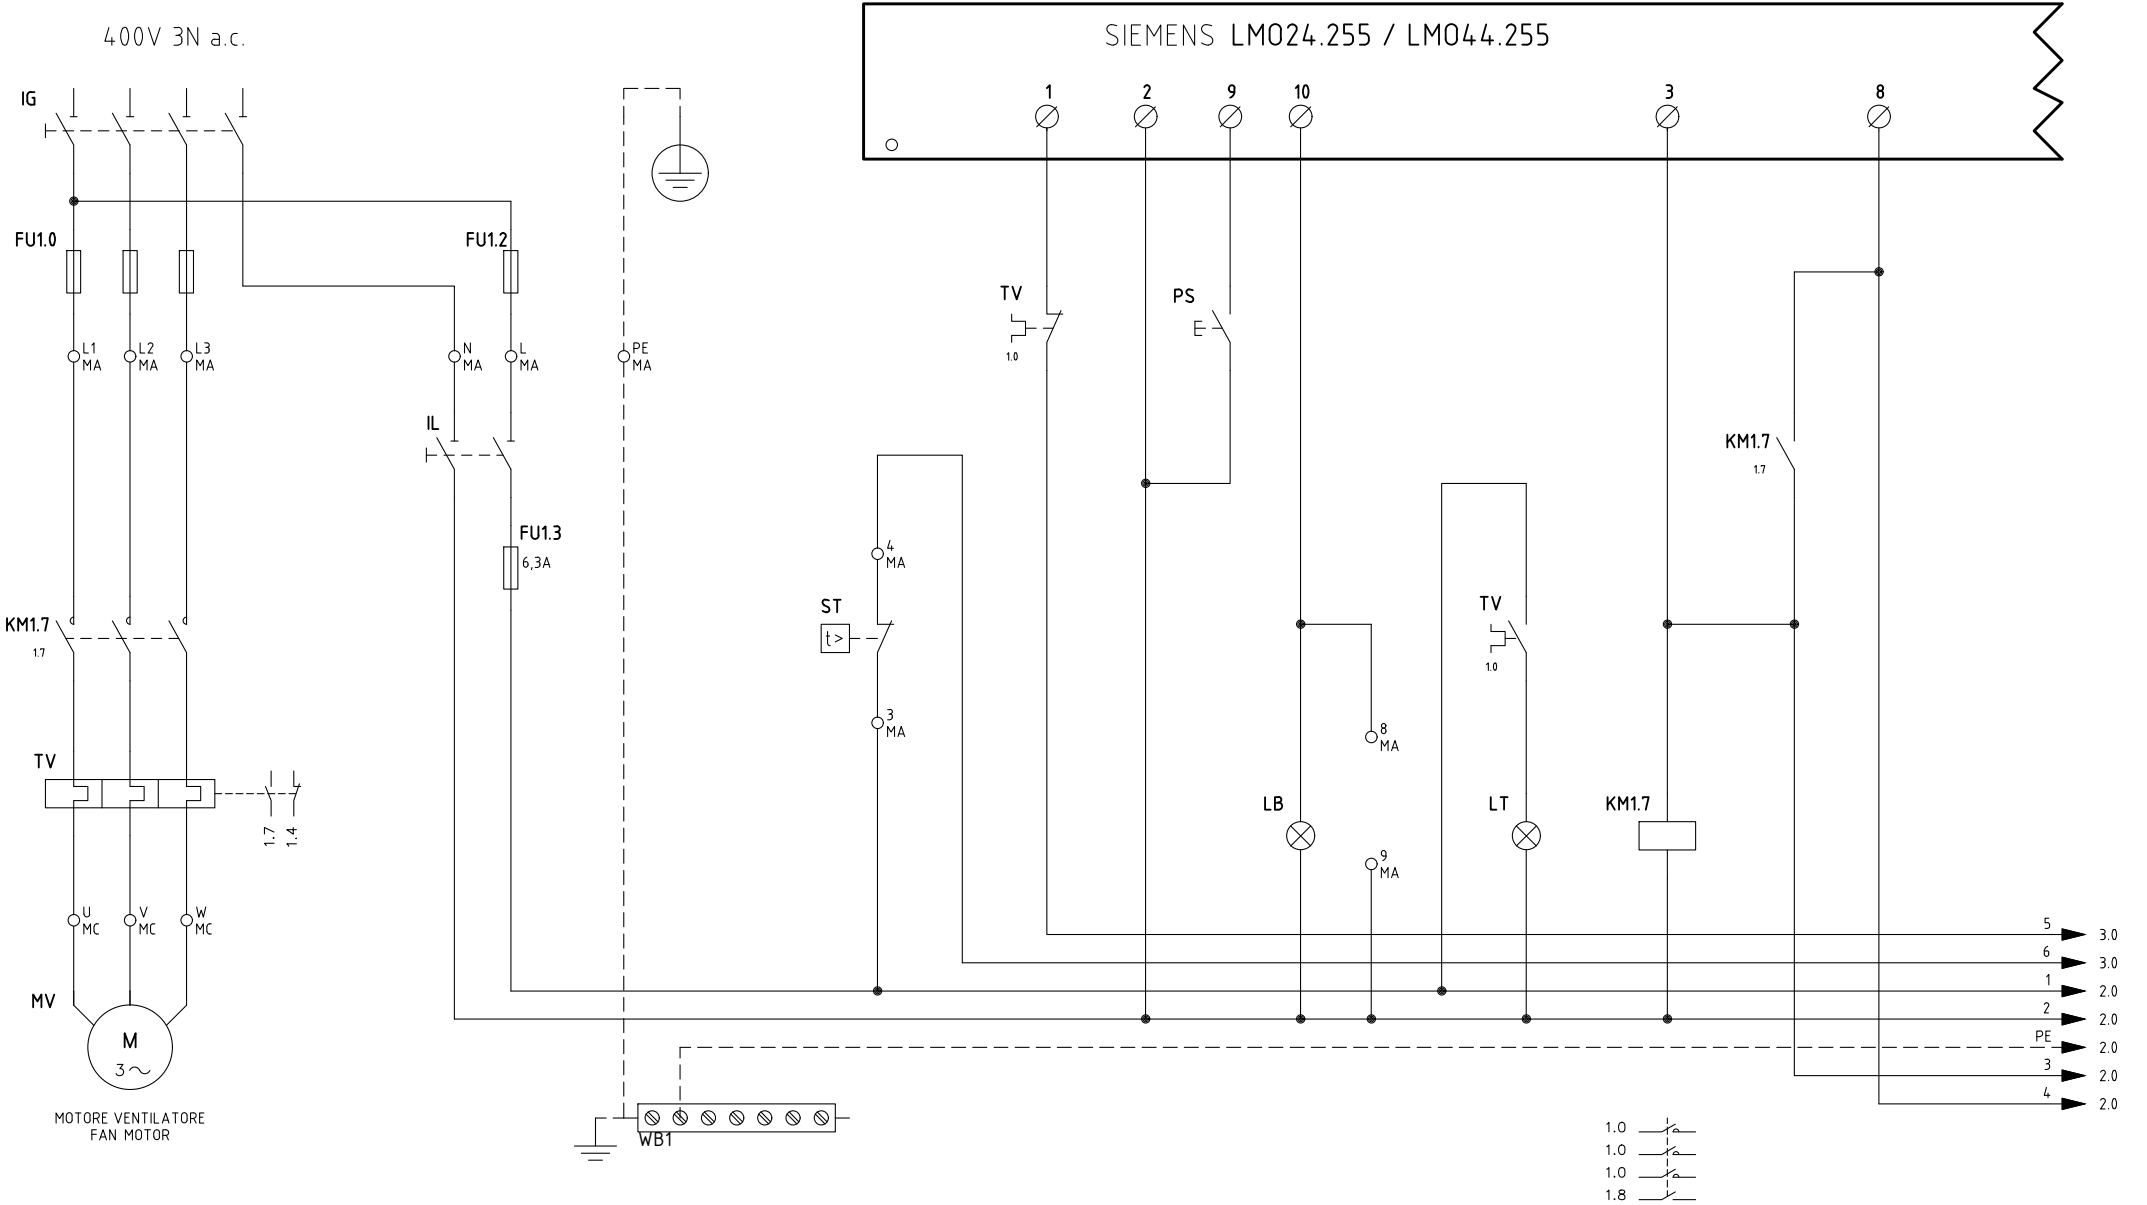 400V 3N a.c.
SIEMENS LMO24.255 / LMO44.255
1
2
9
10
3
8
IG
FU1.0
FU1.2
TV
1.0
PS
L1
MA
L2
MA
L3
MA
N
MA
L
MA
PE
MA
IL
KM1.7
1.7
FU1.3
6,3A
4
MA
ST
t>
3
MA
TV
1.0
KM1.7
1.7
8
MA
TV
1.7
1.4
LB
LT
KM1.7
9
MA
U
MC
V
MC
W
MC
MV
M
3~
MOTORE VENTILATORE
FAN MOTOR
WB1
5 3.0
6 3.0
1 2.0
2 2.0
PE 2.0
3 2.0
4 2.0
1.0
1.0
1.0
1.8